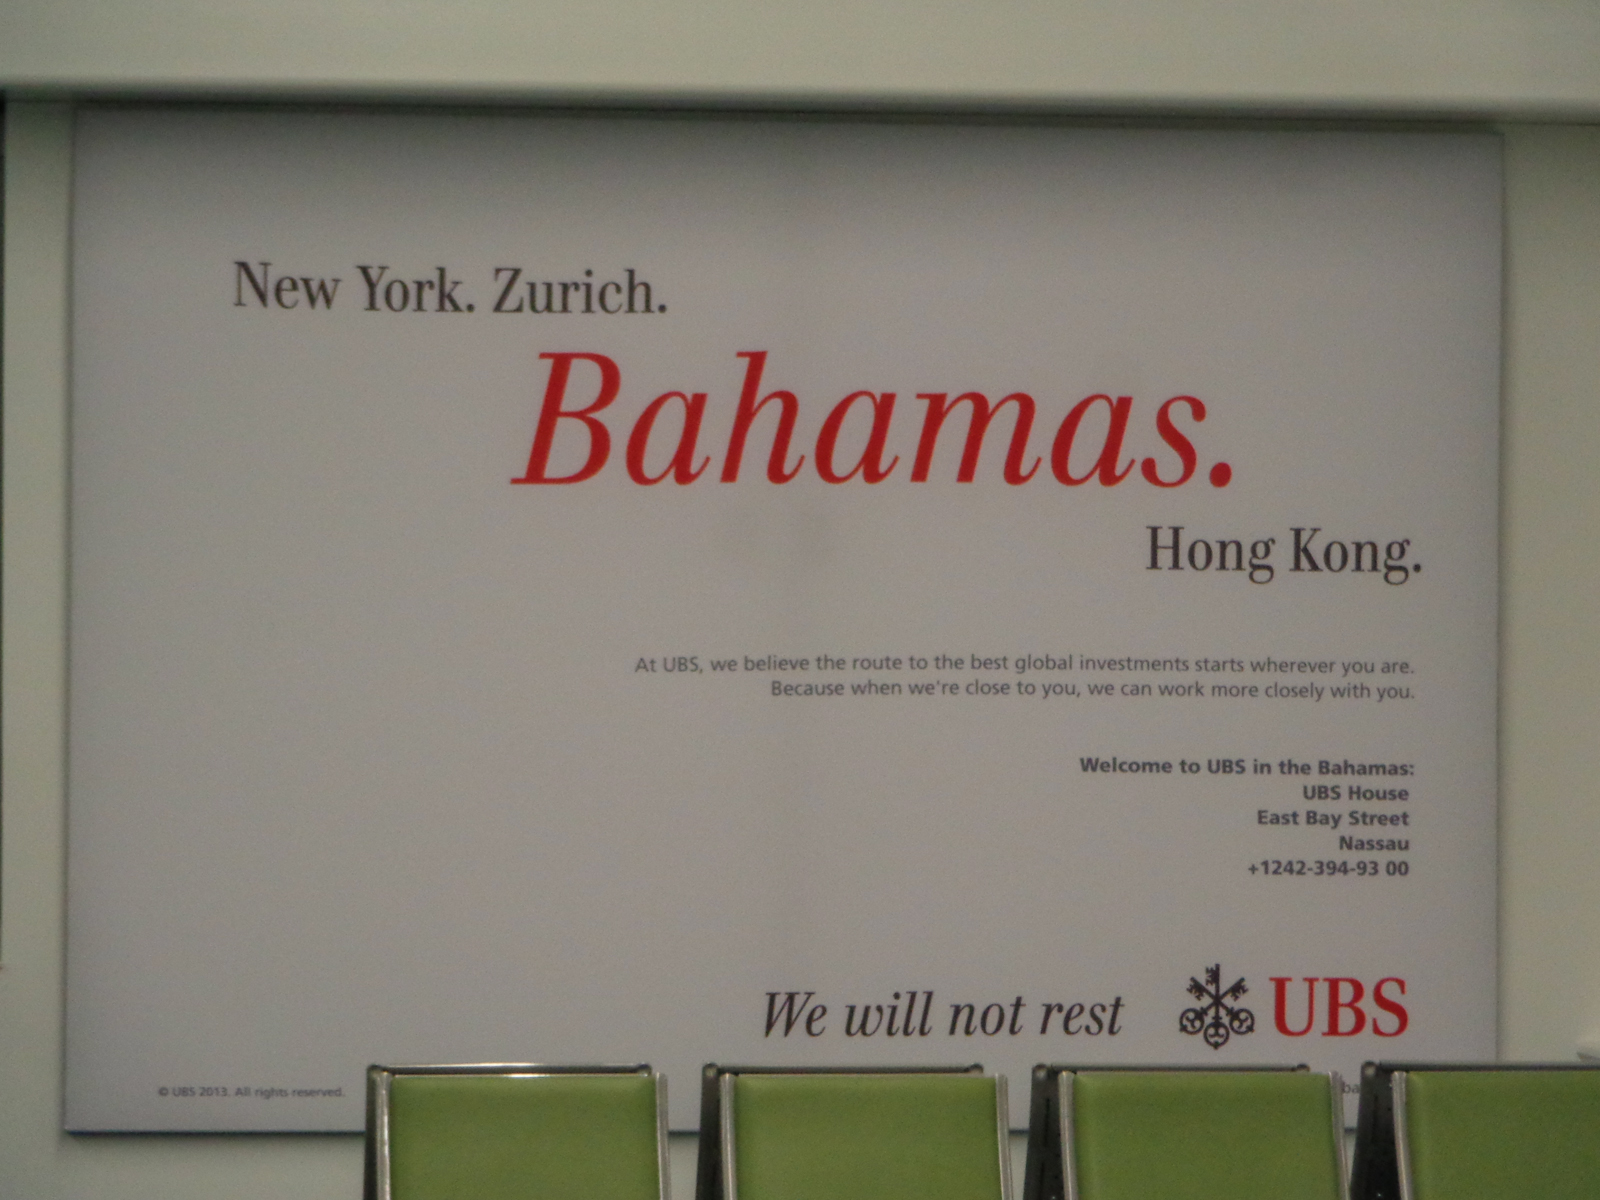 New York. Zurich.
Bahamas.
Hong Kong.
At UBS, we believe the route to the best global investments starts wherever you are.
Because when we're close to you, we can work more closely with you.
Welcome to UBS in the Bahamas:
UBS House
East Bay Street
Nassau
+1242-394-93 00
We will not rest UBS
© UBS 2013. All rights reserved.